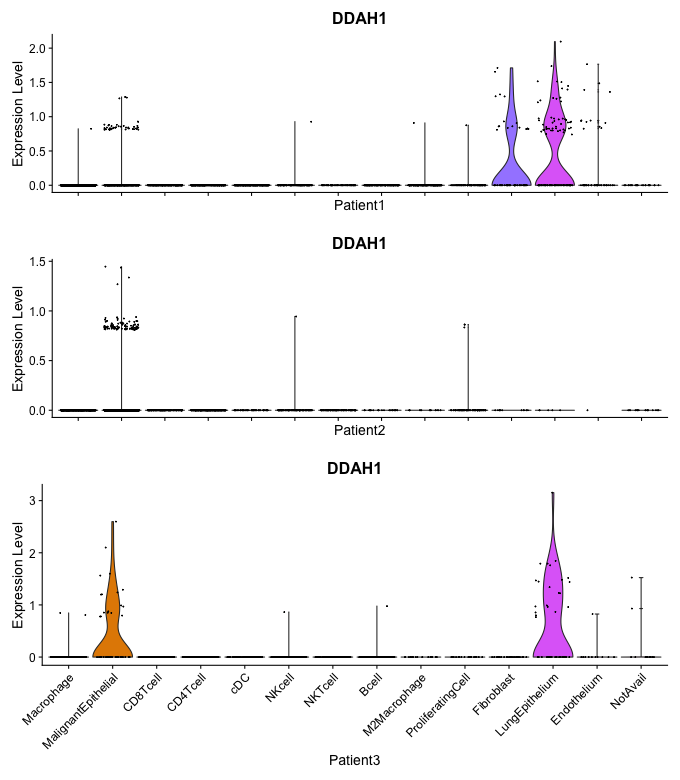 DDAH1
Expression Level
2.0
1.5
1.0
0.5
0.0
Patient1
DDAH1
Expression Level
1.5
1.0
0.5
0.0
Patient2
DDAH1
Expression Level
3
2
1
0
Macrophage
MalignantEpithelial
CD8Tcell
CD4Tcell
cDC
NKcell
NKTcell
Bcell
M2Macrophage
ProliferatingCell
Fibroblast
LungEpithelium
Endothelium
NotAvail
Patient3